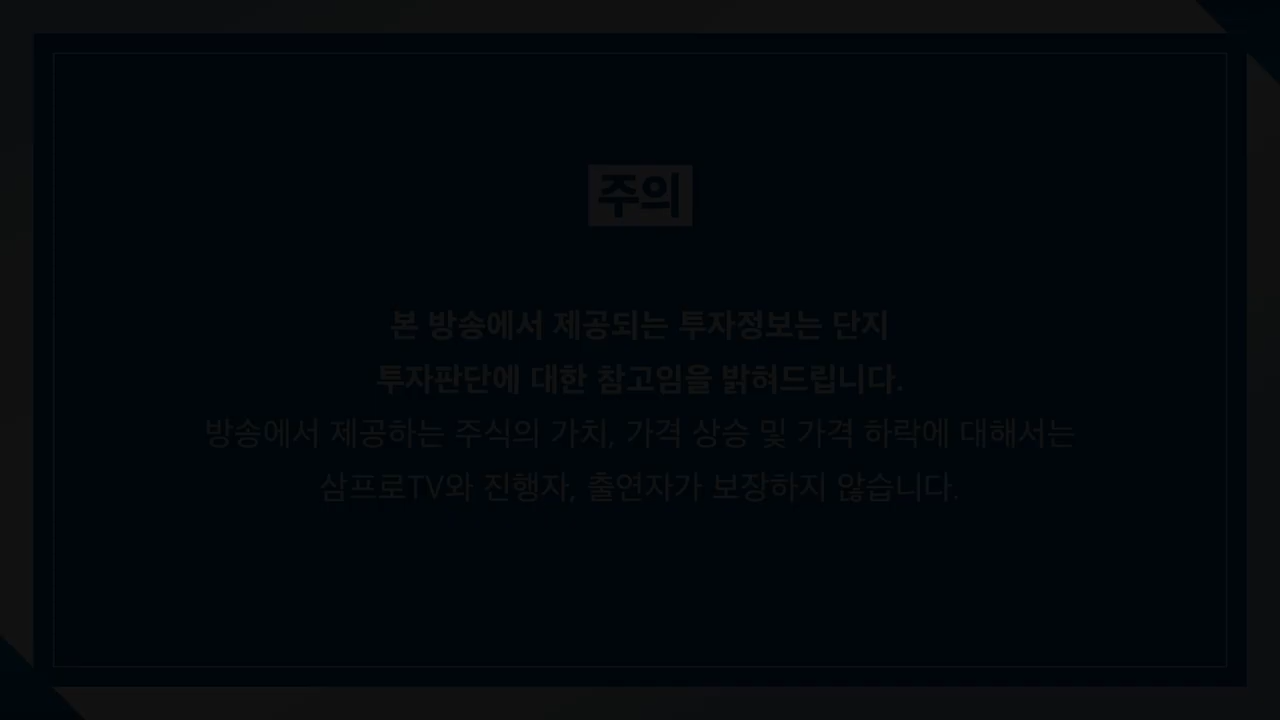 주의
본 방송에서 제공되는 투자정보는 단지
투자판단에 대한 참고임을 밝혀드립니다.
방송에서 제공하는 주식의 가치, 가격 상승 및 가격 하락에 대해서는
삼프로TV와 진행자, 출연자가 보장하지 않습니다.